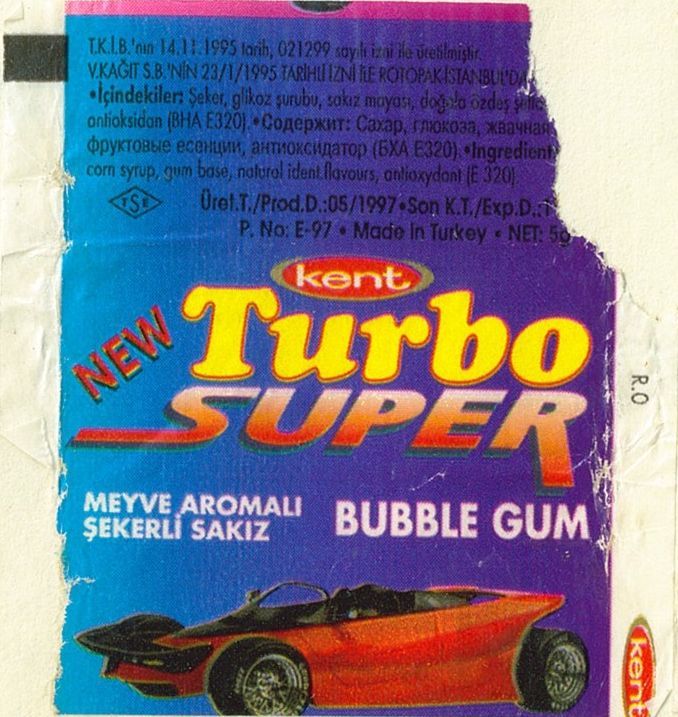 T.K.İ.B.'nin 14.11.1995 tarih, 021299 sayılı izni ile üretilmiştir.
V.KAĞIT S.B.'NİN 23/1/1995 TARİHLİ İZNİ İLE ROTOPAK-İSTANBUL'DA
•İçindekiler: Şeker, glikoz şurubu, sakız mayası, doğala özdeş
antioksidan (BHA E320).•Содержит: Сахар, глюкоза, жвачная
фруктовые есенции, антиоксидатор (БХА E320).•Ingredient
corn syrup, gum base, natural ident.flavours, antioxydant (E 320)
TSE
Üret.T./Prod.D.:05/1997•Son K.T./Exp.D.:
P. No: E-97 • Made in Turkey • NET: 5g
kent
NEW
Turbo
SUPER
R.O
MEYVE AROMALI
ŞEKERLİ SAKIZ
BUBBLE GUM
kent